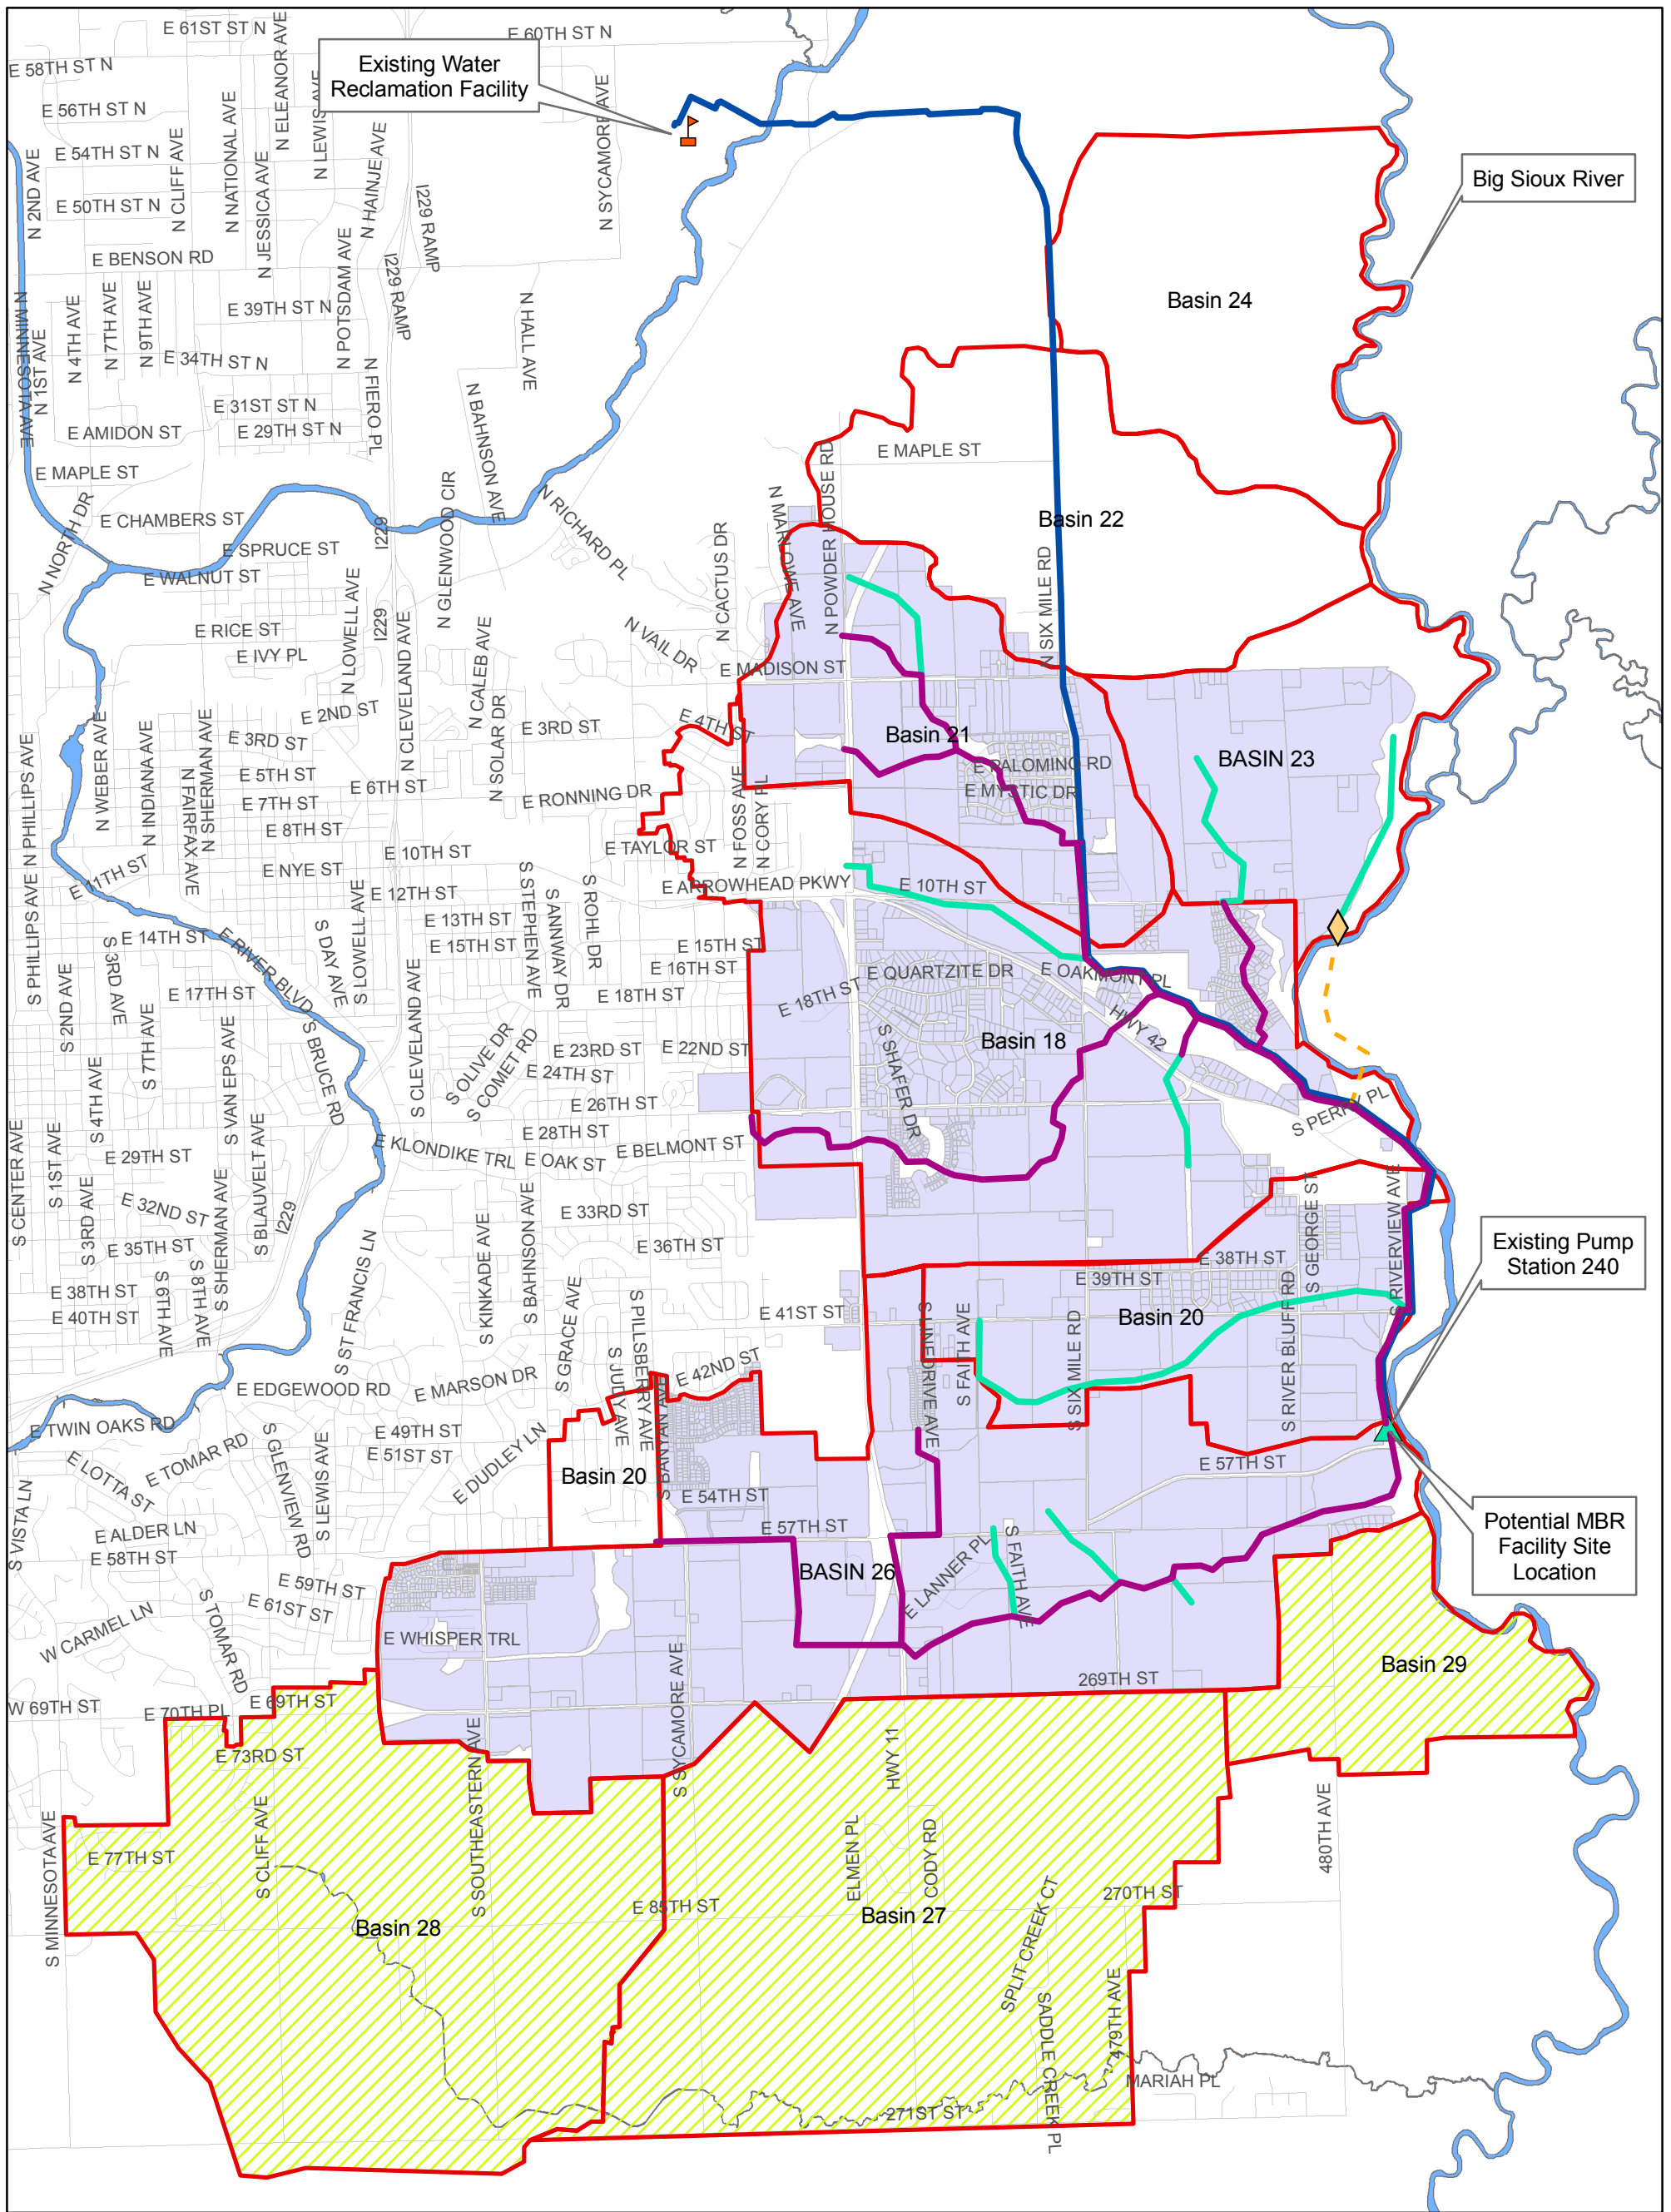 E 61ST ST N
E 60TH ST N
E 58TH ST N
N ELEANOR AVE
Existing Water
Reclamation Facility
E 56TH ST N
N CLIFF AVE
N NATIONAL AVE
N LEWIS AVE
N SYCAMORE AVE
E 54TH ST N
N 2ND AVE
N JESSICA AVE
N HAINJE AVE
Big Sioux River
E 50TH ST N
I229 RAMP
E BENSON RD
N POTSDAM AVE
I229 RAMP
Basin 24
N MINNESOTA AVE
N 1ST AVE
N 4TH AVE
N 7TH AVE
N 9TH AVE
E 39TH ST N
N HALL AVE
E 34TH ST N
N FIERO PL
E 31ST ST N
E AMIDON ST
E 29TH ST N
N BAHNSON AVE
E MAPLE ST
E MAPLE ST
N NORTH DR
E CHAMBERS ST
I229
N GLENWOOD CIR
N RICHARD PL
N MARLOWE AVE
N POWDER HOUSE RD
Basin 22
E SPRUCE ST
E WALNUT ST
N CACTUS DR
N SIX MILE RD
E RICE ST
I229
N LOWELL AVE
E IVY PL
N CLEVELAND AVE
N CALEB AVE
N VAIL DR
E MADISON ST
E 2ND ST
N SOLAR DR
E 3RD ST
E 4TH ST
Basin 21
BASIN 23
S PHILLIPS AVE N PHILLIPS AVE
N WEBER AVE
N INDIANA AVE
N FAIRFAX AVE
N SHERMAN AVE
E 3RD ST
E 5TH ST
E 6TH ST
E 7TH ST
E RONNING DR
E PALOMINO RD
E MYSTIC DR
E 8TH ST
E 10TH ST
E TAYLOR ST
N FOSS AVE
N CORY PL
E 11TH ST
E NYE ST
E 12TH ST
E ARROWHEAD PKWY
E 10TH ST
E 13TH ST
S STEPHEN AVE
S ANNWAY DR
S ROHL DR
E 14TH ST
E RIVER BLVD
S DAY AVE
S LOWELL AVE
E 15TH ST
E 15TH ST
E 16TH ST
E QUARTZITE DR
E OAKMONT PL
S 2ND AVE
S 3RD AVE
E 17TH ST
E 18TH ST
E 18TH ST
HWY 42
S 7TH AVE
S VAN EPS AVE
S BRUCE RD
S CLEVELAND AVE
S OLIVE DR
S COMET RD
E 23RD ST
E 22ND ST
S SHAFER DR
Basin 18
E 24TH ST
S 4TH AVE
S BLAUVELT AVE
E 26TH ST
S PERRY PL
S CENTER AVE
S 1ST AVE
E 29TH ST
E KLONDIKE TRL
E 28TH ST
E OAK ST
E BELMONT ST
S 3RD AVE
E 32ND ST
S SHERMAN AVE
I229
S KINKADE AVE
S BAHNSON AVE
E 33RD ST
S GEORGE ST
S RIVERVIEW AVE
E 35TH ST
S ST FRANCIS LN
E 36TH ST
E 38TH ST
Existing Pump
Station 240
E 38TH ST
S 6TH AVE
S 8TH AVE
E 39TH ST
E 40TH ST
S GRACE AVE
S PILLSBERRY AVE
E 41ST ST
S LINEDRIVE AVE
S FAITH AVE
S SIX MILE RD
Basin 20
S RIVER BLUFF RD
E EDGEWOOD RD
E MARSON DR
S JUDY AVE
E 42ND ST
E TWIN OAKS RD
E 49TH ST
S BANYAN AVE
E 51ST ST
E LOTTA ST
E TOMAR RD
S GLENVIEW RD
S LEWIS AVE
E DUDLEY LN
Basin 20
E 57TH ST
E 54TH ST
S VISTA LN
E ALDER LN
E 57TH ST
Potential MBR
Facility Site
Location
E 58TH ST
E 59TH ST
BASIN 26
E LANNER PL
S FAITH AVE
W CARMEL LN
S TOMAR RD
E 61ST ST
E WHISPER TRL
S SYCAMORE AVE
Basin 29
269TH ST
W 69TH ST
E 70TH PL
E 69TH ST
E 73RD ST
S SOUTHEASTERN AVE
HWY 11
S MINNESOTA AVE
E 77TH ST
S CLIFF AVE
ELMEN PL
CODY RD
480TH AVE
E 85TH ST
270TH ST
Basin 28
Basin 27
SPLIT CREEK CT
479TH AVE
SADDLE CREEK PL
MARIAH PL
271ST ST